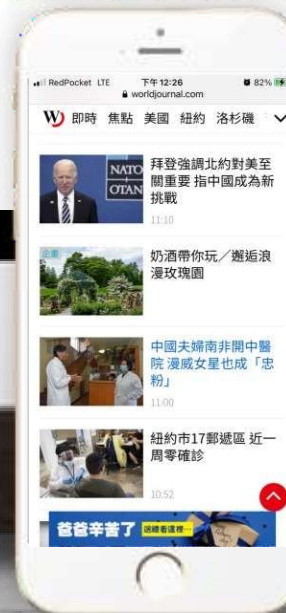 RedPocket LTE 下午12:26 82%
worldjournal.com
W 即時 焦點 美國 紐約 洛杉磯
NATO
OTAN
拜登強調北約對美至
關重要 指中國成為新
挑戰
11:10
企畫
奶酒帶你玩／邂逅浪
漫玫瑰園
中國夫婦南非開中醫
院 漫威女星也成「忠
粉」
11:00
紐約市17郵遞區 近一
周零確診
10:52
爸爸辛苦了